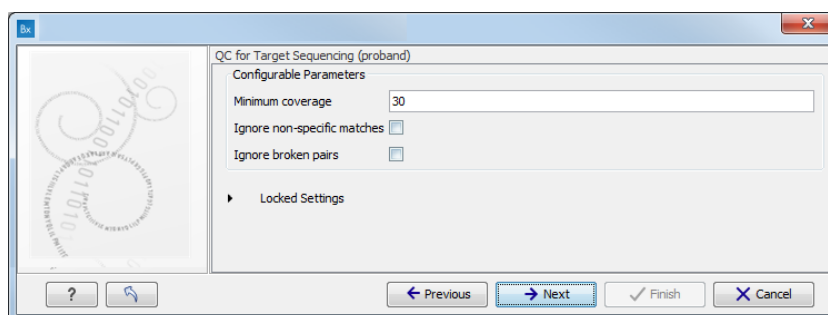 Bx
QC for Target Sequencing (proband)
Configurable Parameters
Minimum coverage 30
Ignore non-specific matches
Ignore broken pairs
Locked Settings
? Previous Next Finish Cancel